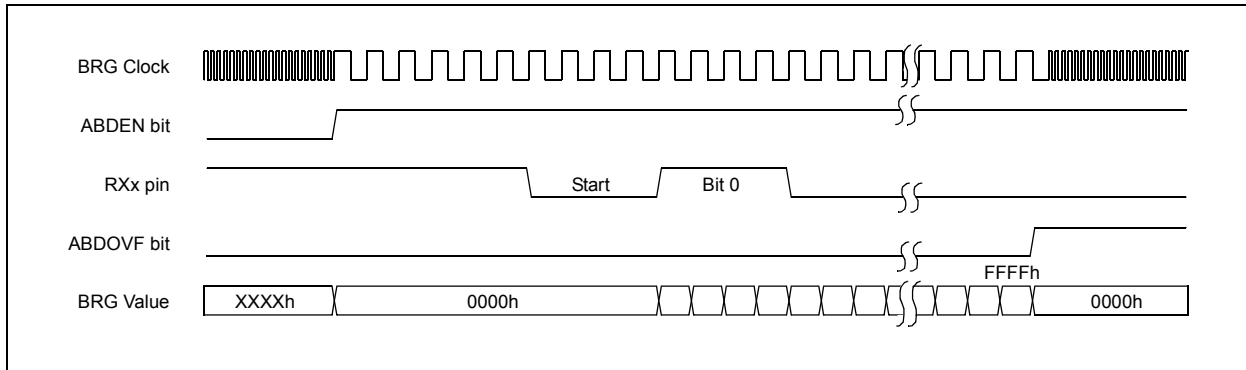 BRG Clock
ABDEN bit
RXx pin
Start
Bit 0
ABDOVF bit
FFFFh
BRG Value
XXXXh
0000h
0000h